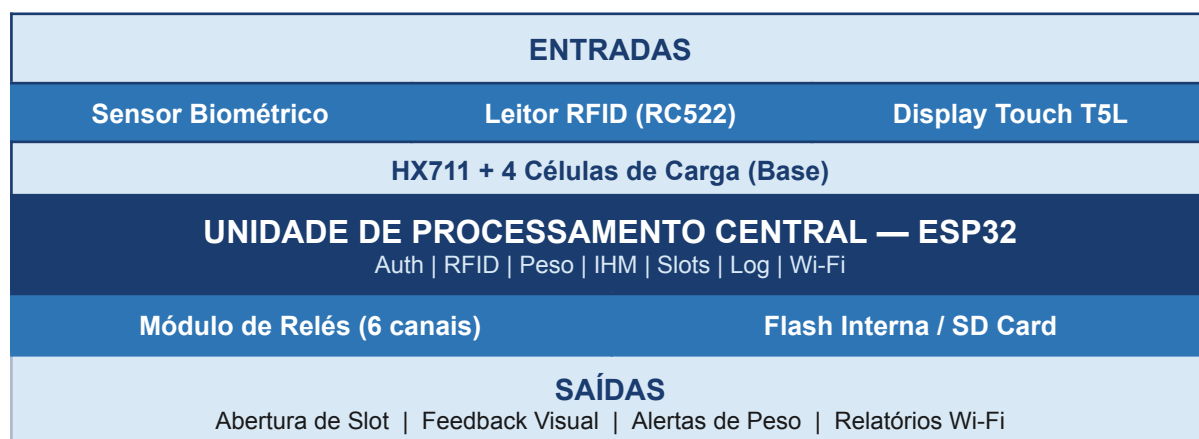 ENTRADAS
Sensor Biométrico Leitor RFID (RC522) Display Touch T5L
HX711 + 4 Células de Carga (Base)
UNIDADE DE PROCESSAMENTO CENTRAL — ESP32
Auth | RFID | Peso | IHM | Slots | Log | Wi-Fi
Módulo de Relés (6 canais) Flash Interna / SD Card
SAÍDAS
Abertura de Slot | Feedback Visual | Alertas de Peso | Relatórios Wi-Fi